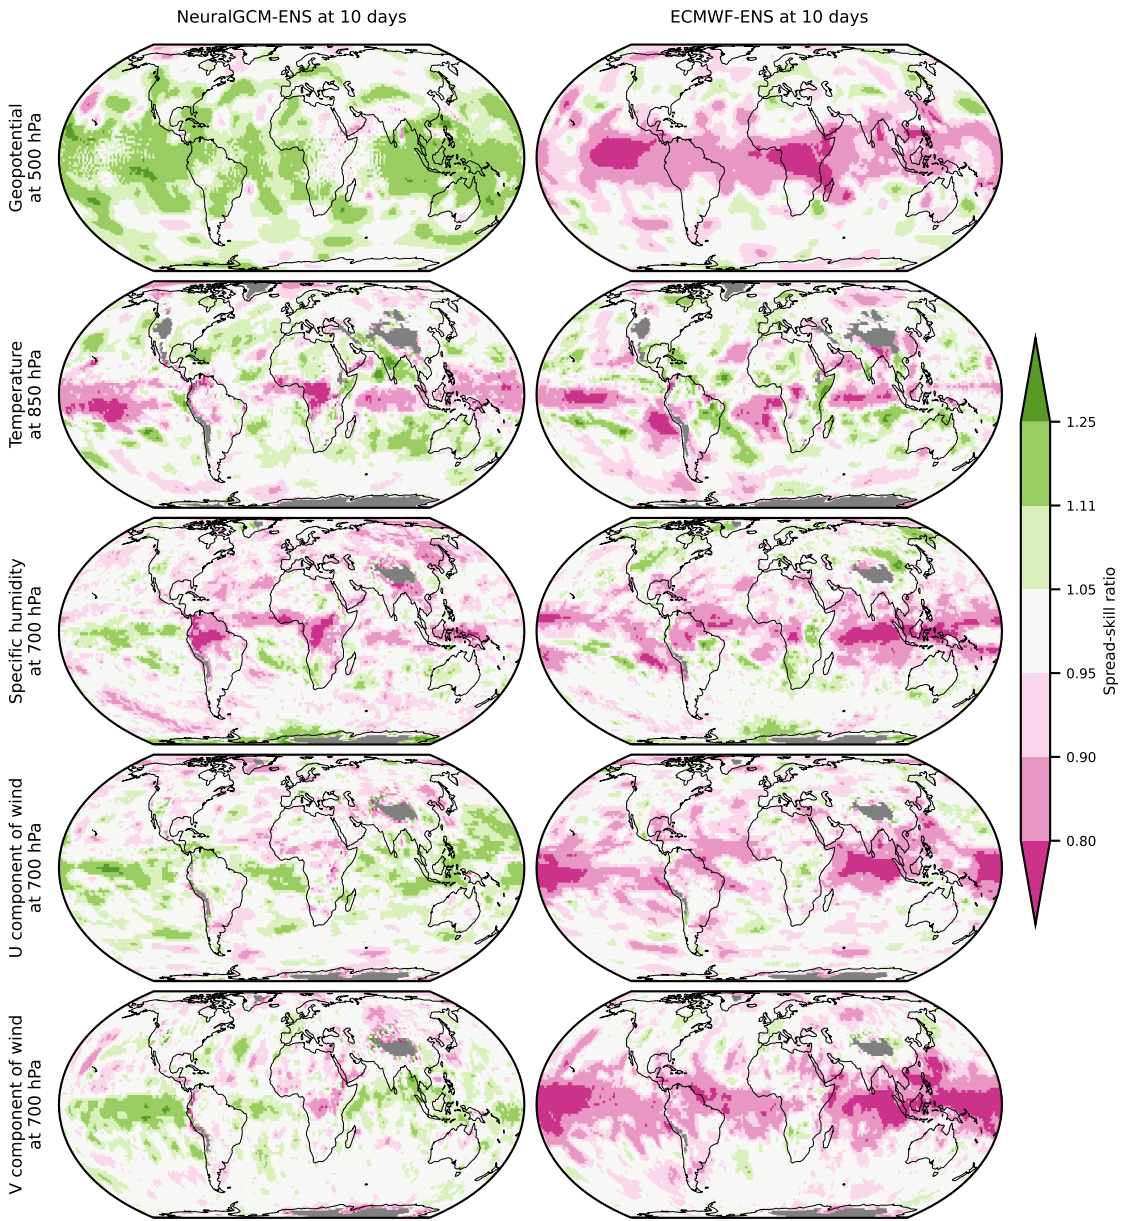 NeuralGCM-ENS at 10 days
ECMWF-ENS at 10 days
Geopotential
at 500 hPa
Temperature
at 850 hPa
Specific humidity
at 700 hPa
U component of wind
at 700 hPa
V component of wind
at 700 hPa
1.25
1.11
1.05
0.95
0.90
0.80
Spread-skill ratio